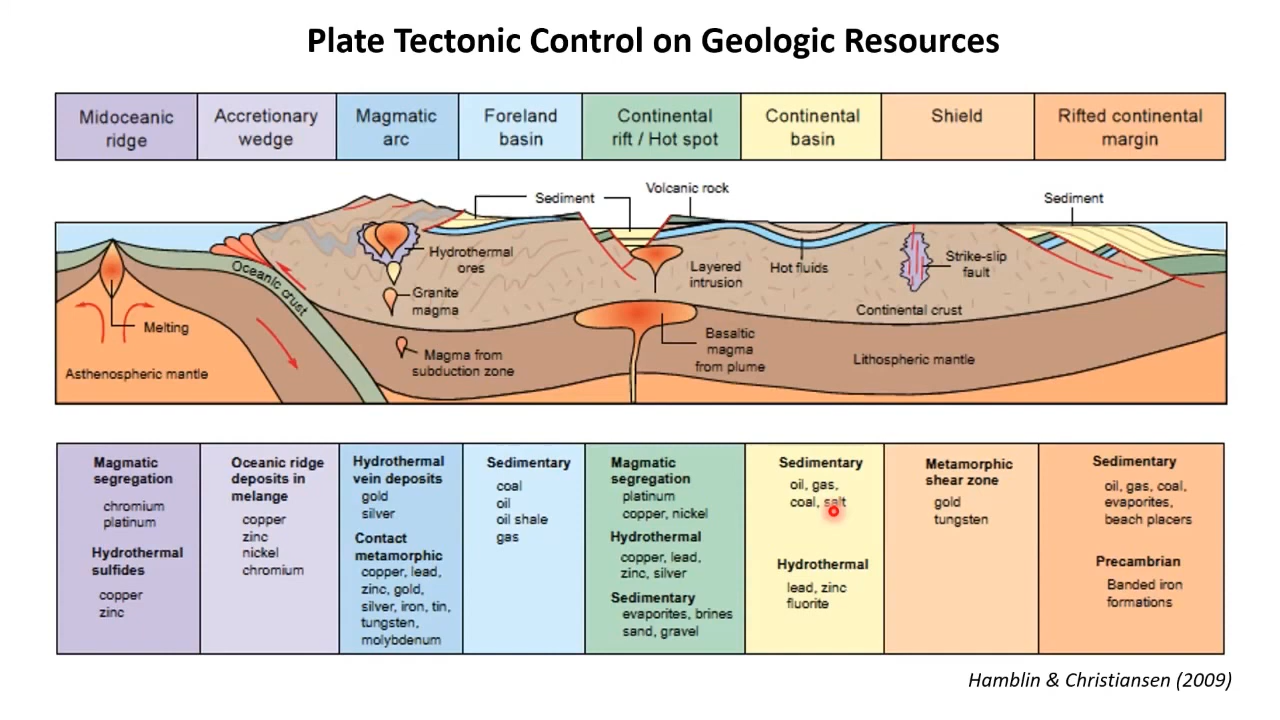 Plate Tectonic Control on Geologic Resources
Midoceanic
ridge
Accretionary
wedge
Magmatic
arc
Foreland
basin
Continental
rift / Hot spot
Continental
basin
Shield
Rifted continental
margin
Sediment
Volcanic rock
Sediment
Hydrothermal
ores
Oceanic crust
Granite
magma
Layered
intrusion
Hot fluids
Strike-slip
fault
Continental crust
Melting
Magma from
subduction zone
Basaltic
magma
from plume
Lithospheric mantle
Asthenospheric mantle
Magmatic
segregation
chromium
platinum
Hydrothermal
sulfides
copper
zinc
Oceanic ridge
deposits in
melange
copper
zinc
nickel
chromium
Hydrothermal
vein deposits
gold
silver
Contact
metamorphic
copper, lead,
zinc, gold,
silver, iron, tin,
tungsten,
molybdenum
Sedimentary
coal
oil
oil shale
gas
Magmatic
segregation
platinum
copper, nickel
Hydrothermal
copper, lead,
zinc, silver
Sedimentary
evaporites, brines
sand, gravel
Sedimentary
oil, gas,
coal, salt
Hydrothermal
lead, zinc
fluorite
Metamorphic
shear zone
gold
tungsten
Sedimentary
oil, gas, coal,
evaporites,
beach placers
Precambrian
Banded iron
formations
Hamblin & Christiansen (2009)